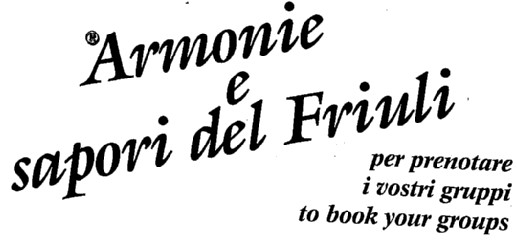 ®Armonie
e
sapori del Friuli
per prenotare
i vostri gruppi
to book your groups